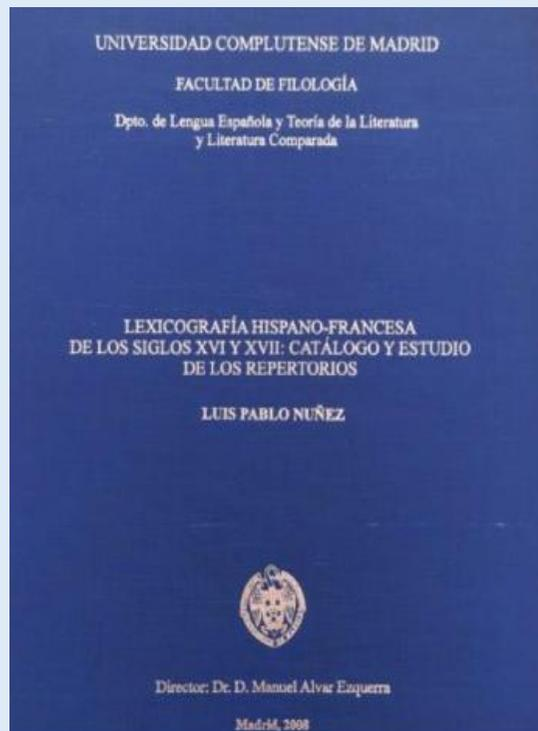 UNIVERSIDAD COMPLUTENSE DE MADRID
FACULTAD DE FILOLOGÍA
Dpto. de Lengua Española y Teoría de la Literatura
y Literatura Comparada
LEXICOGRAFÍA HISPANO-FRANCESA
DE LOS SIGLOS XVI Y XVII: CATÁLOGO Y ESTUDIO
DE LOS REPERTORIOS
LUIS PABLO NUÑEZ
Director: Dr. D. Manuel Alvar Ezquerra
Madrid, 2008